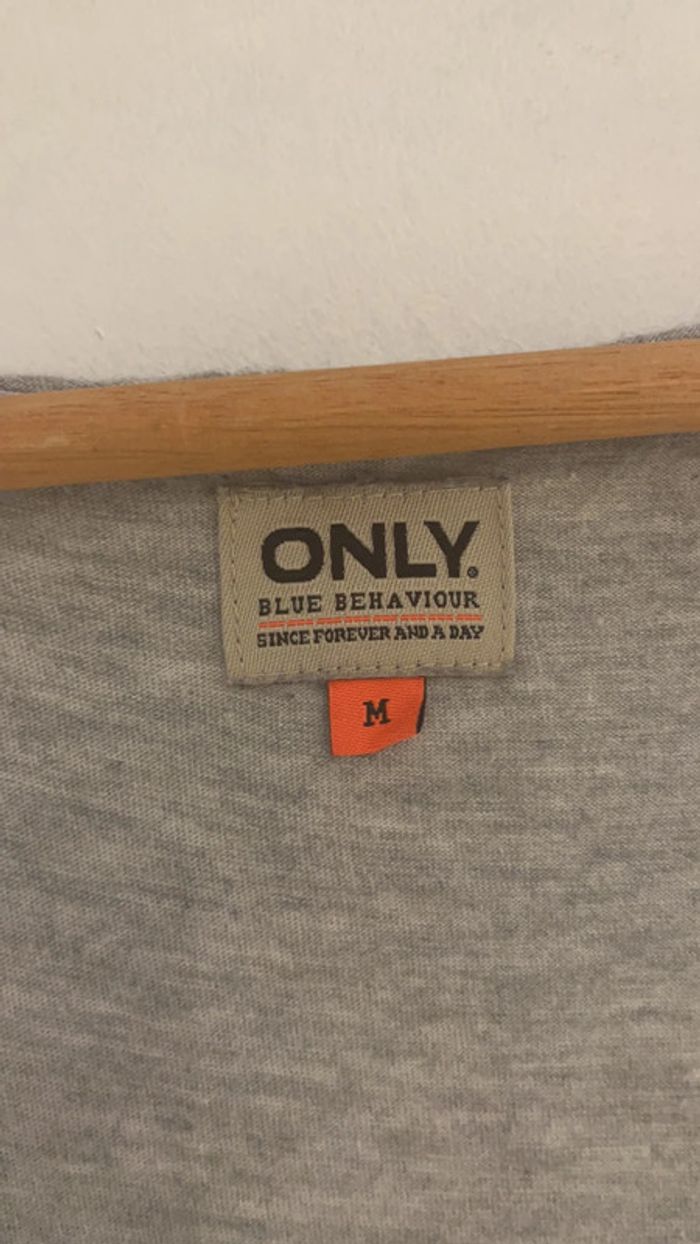 ONLY.
BLUE BEHAVIOUR
SINCE FOREVER AND A DAY
M